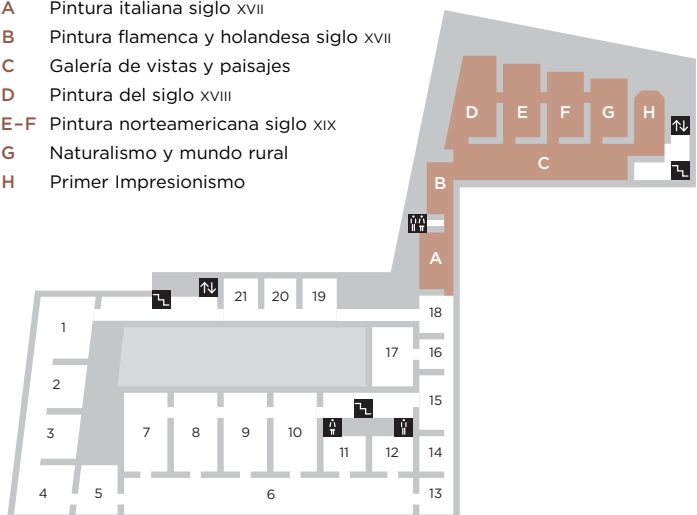 A Pintura italiana siglo XVII
B Pintura flamenca y holandesa siglo XVII
C Galería de vistas y paisajes
D Pintura del siglo XVIII
E–F Pintura norteamericana siglo XIX
G Naturalismo y mundo rural
H Primer Impresionismo
D E F G H
C
B
A
21 20 19
18
1
17 16
2
15
3
7 8 9 10
11 12 14
4 5 6 13